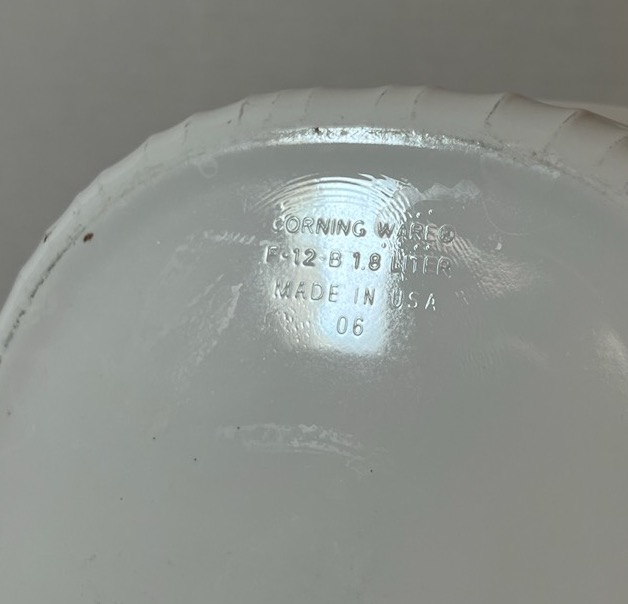 CORNING WARE®
F-12-B 1.8 LITER
MADE IN USA
06